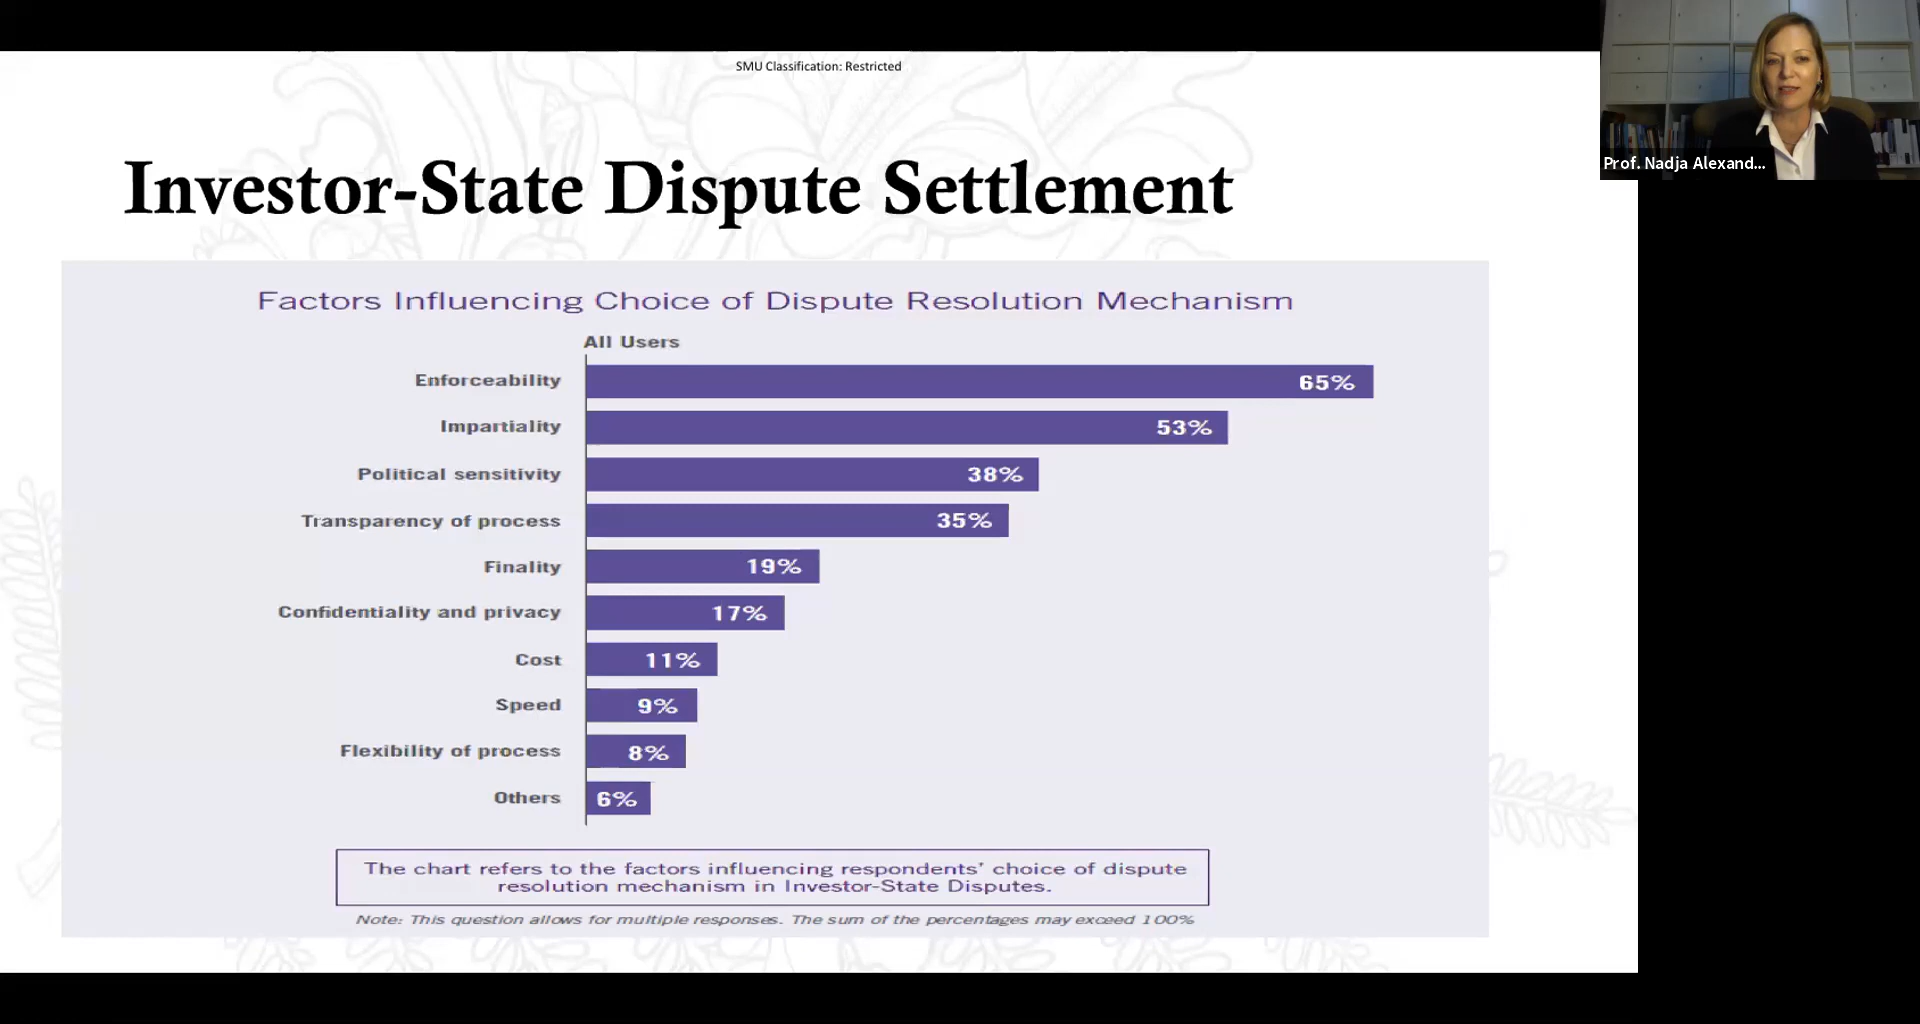 SMU Classification: Restricted
Prof. Nadja Alexand...
Investor-State Dispute Settlement
Factors Influencing Choice of Dispute Resolution Mechanism
All Users
Enforceability 65%
Impartiality 53%
Political sensitivity 38%
Transparency of process 35%
Finality 19%
Confidentiality and privacy 17%
Cost 11%
Speed 9%
Flexibility of process 8%
Others 6%
The chart refers to the factors influencing respondents' choice of dispute
resolution mechanism in Investor-State Disputes.
Note: This question allows for multiple responses. The sum of the percentages may exceed 100%